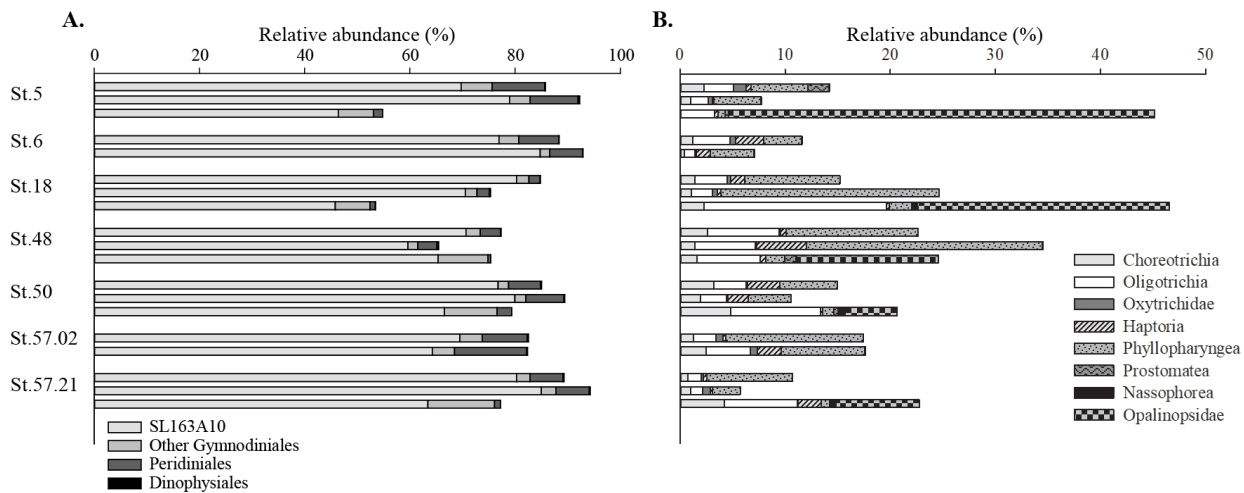 A.
Relative abundance (%)
0 20 40 60 80 100
St.5
St.6
St.18
St.48
St.50
St.57.02
St.57.21
SL163A10
Other Gymnodiniales
Peridiniales
Dinophysiales
B.
Relative abundance (%)
0 10 20 30 40 50
Choreotrichia
Oligotrichia
Oxytrichidae
Haptoria
Phyllopharyngea
Prostomatea
Nassophorea
Opalinopsidae